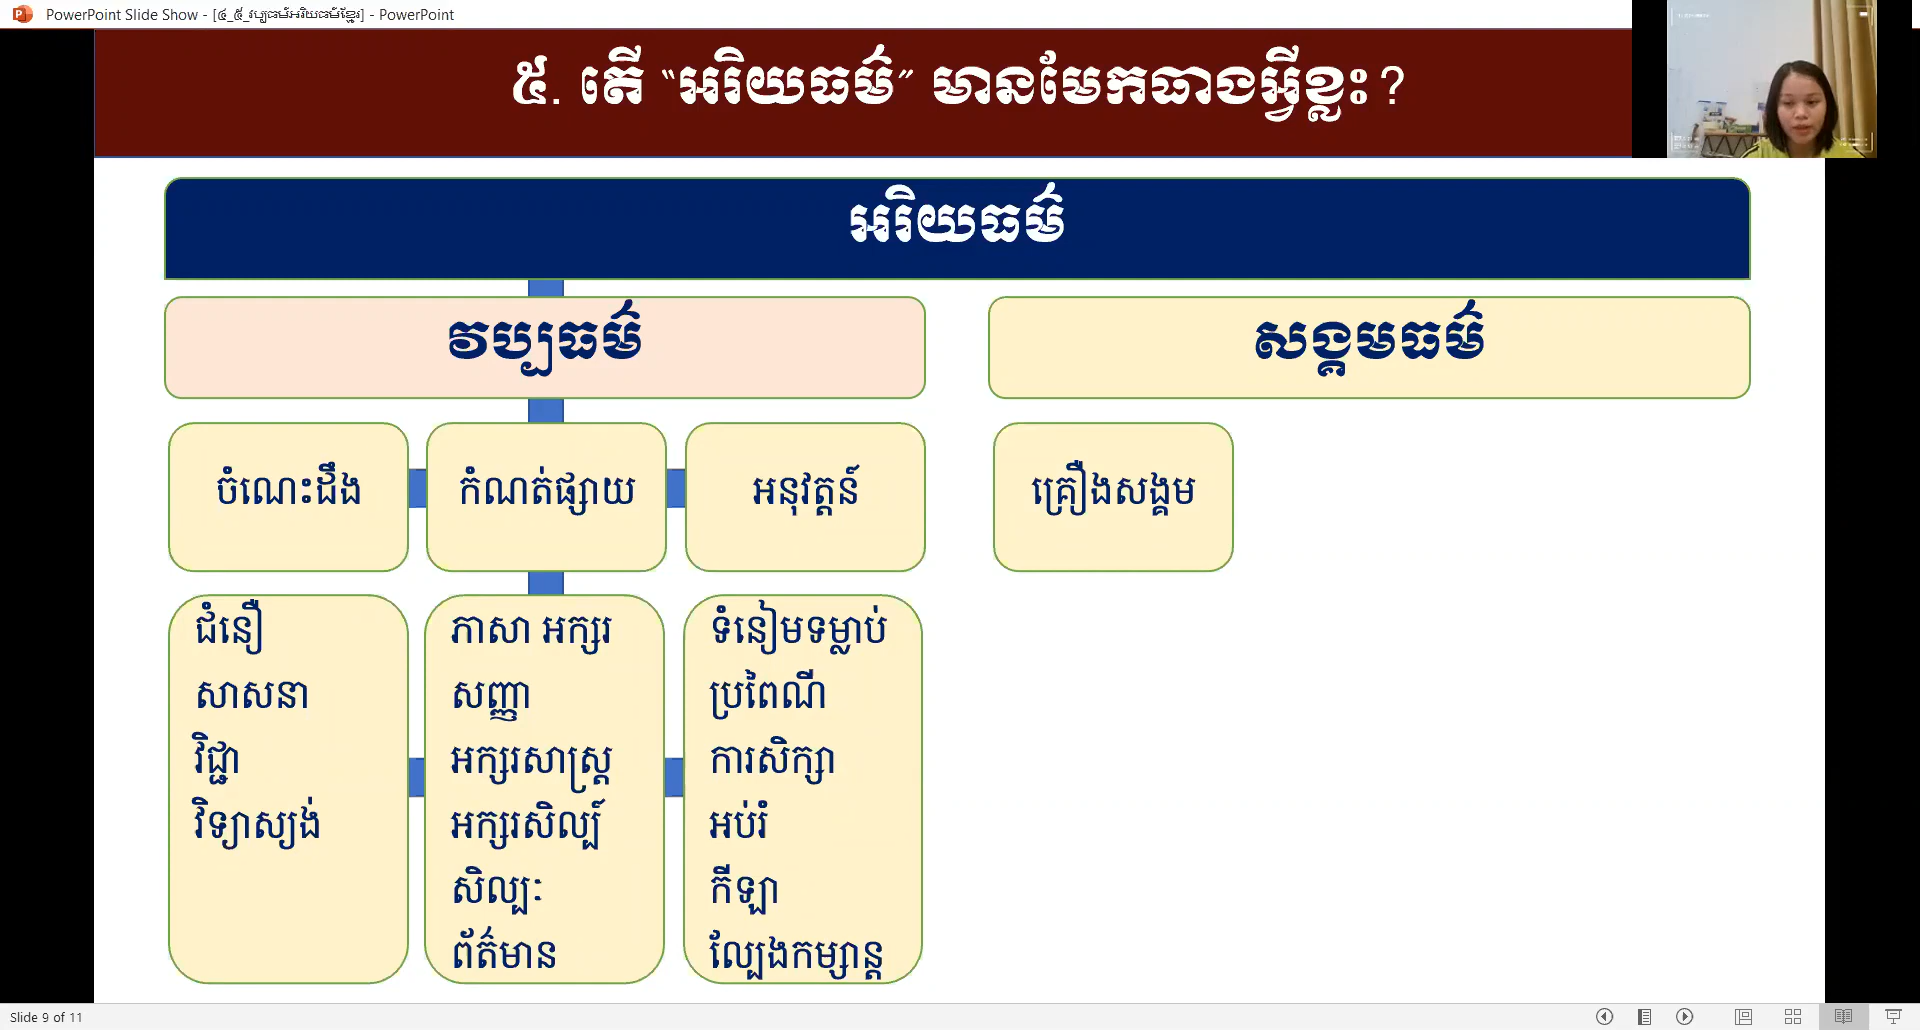 PowerPoint Slide Show - [៤_៥_វប្បធម៌អរិយធម៌ខ្មែរ] - PowerPoint
៥. តើ “អរិយធម៌” មានមែកធាងអ្វីខ្លះ?
អរិយធម៌
វប្បធម៌
សង្គមធម៌
ចំណេះដឹង
កំណត់ផ្សាយ
អនុវត្តន៍
គ្រឿងសង្គម
ជំនឿ
សាសនា
វិជ្ជា
វិទ្យាស្យង់
ភាសា អក្សរ
សញ្ញា
អក្សរសាស្ត្រ
អក្សរសិល្ប៍
សិល្បៈ
ព័ត៌មាន
ទំនៀមទម្លាប់
ប្រពៃណី
ការសិក្សា
អប់រំ
កីឡា
ល្បែងកម្សាន្ត
Slide 9 of 11